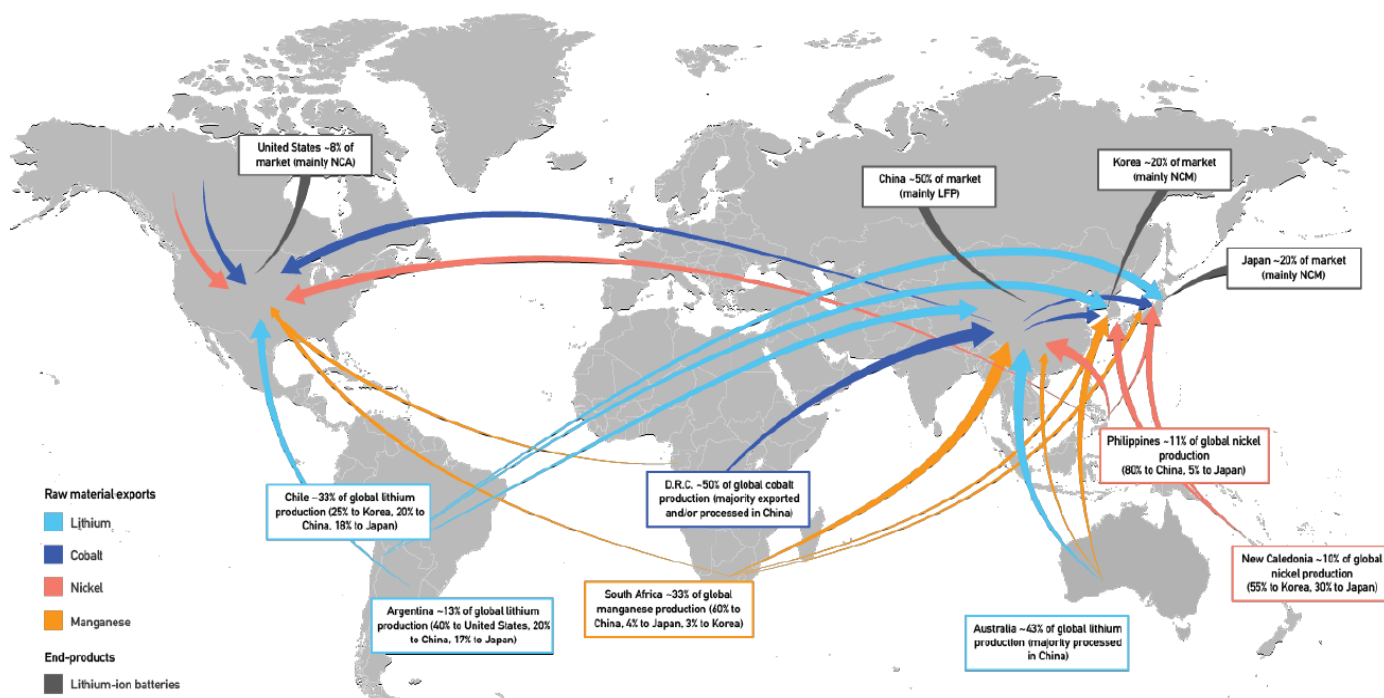 United States ~8% of
market (mainly NCA)
China ~50% of market
(mainly LFP)
Korea ~20% of market
(mainly NCM)
Japan ~20% of market
(mainly NCM)
Philippines ~11% of global nickel
production
(80% to China, 5% to Japan)
Chile ~33% of global lithium
production (25% to Korea, 20% to
China, 18% to Japan)
D.R.C. ~50% of global cobalt
production (majority exported
and/or processed in China)
New Caledonia ~10% of global
nickel production
(55% to Korea, 30% to Japan)
Argentina ~13% of global lithium
production (40% to United States, 20%
to China, 17% to Japan)
South Africa ~33% of global
manganese production (60% to
China, 4% to Japan, 3% to Korea)
Australia ~43% of global lithium
production (majority processed
in China)
Raw material exports
Lithium
Cobalt
Nickel
Manganese
End-products
Lithium-ion batteries